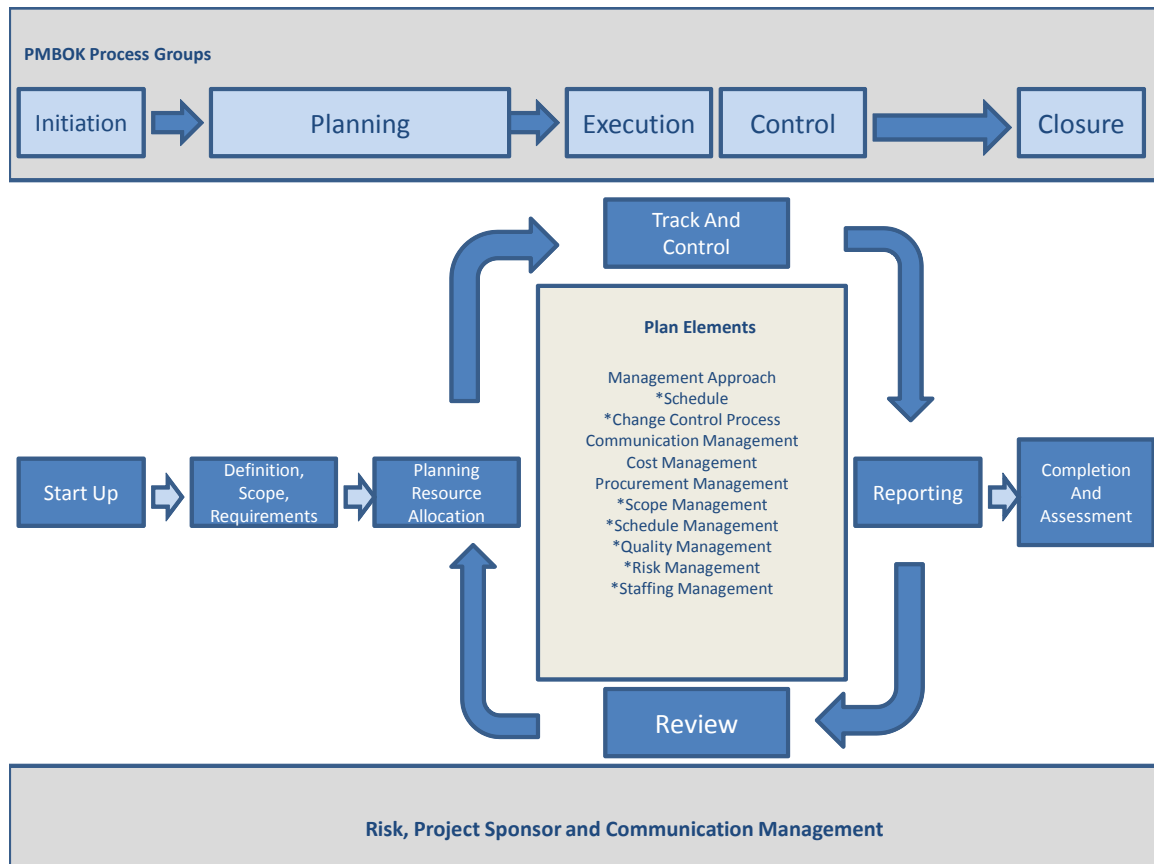 PMBOK Process Groups
Initiation
Planning
Execution
Control
Closure
Track And
Control
Plan Elements
Management Approach
*Schedule
*Change Control Process
Communication Management
Cost Management
Procurement Management
*Scope Management
*Schedule Management
*Quality Management
*Risk Management
*Staffing Management
Start Up
Definition,
Scope,
Requirements
Planning
Resource
Allocation
Reporting
Completion
And
Assessment
Review
Risk, Project Sponsor and Communication Management